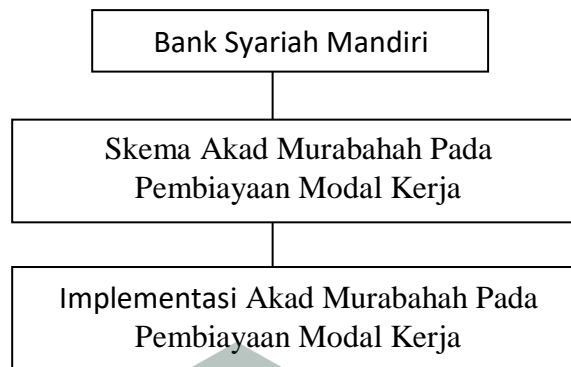 Bank Syariah Mandiri
Skema Akad Murabahah Pada
Pembiayaan Modal Kerja
Implementasi Akad Murabahah Pada
Pembiayaan Modal Kerja